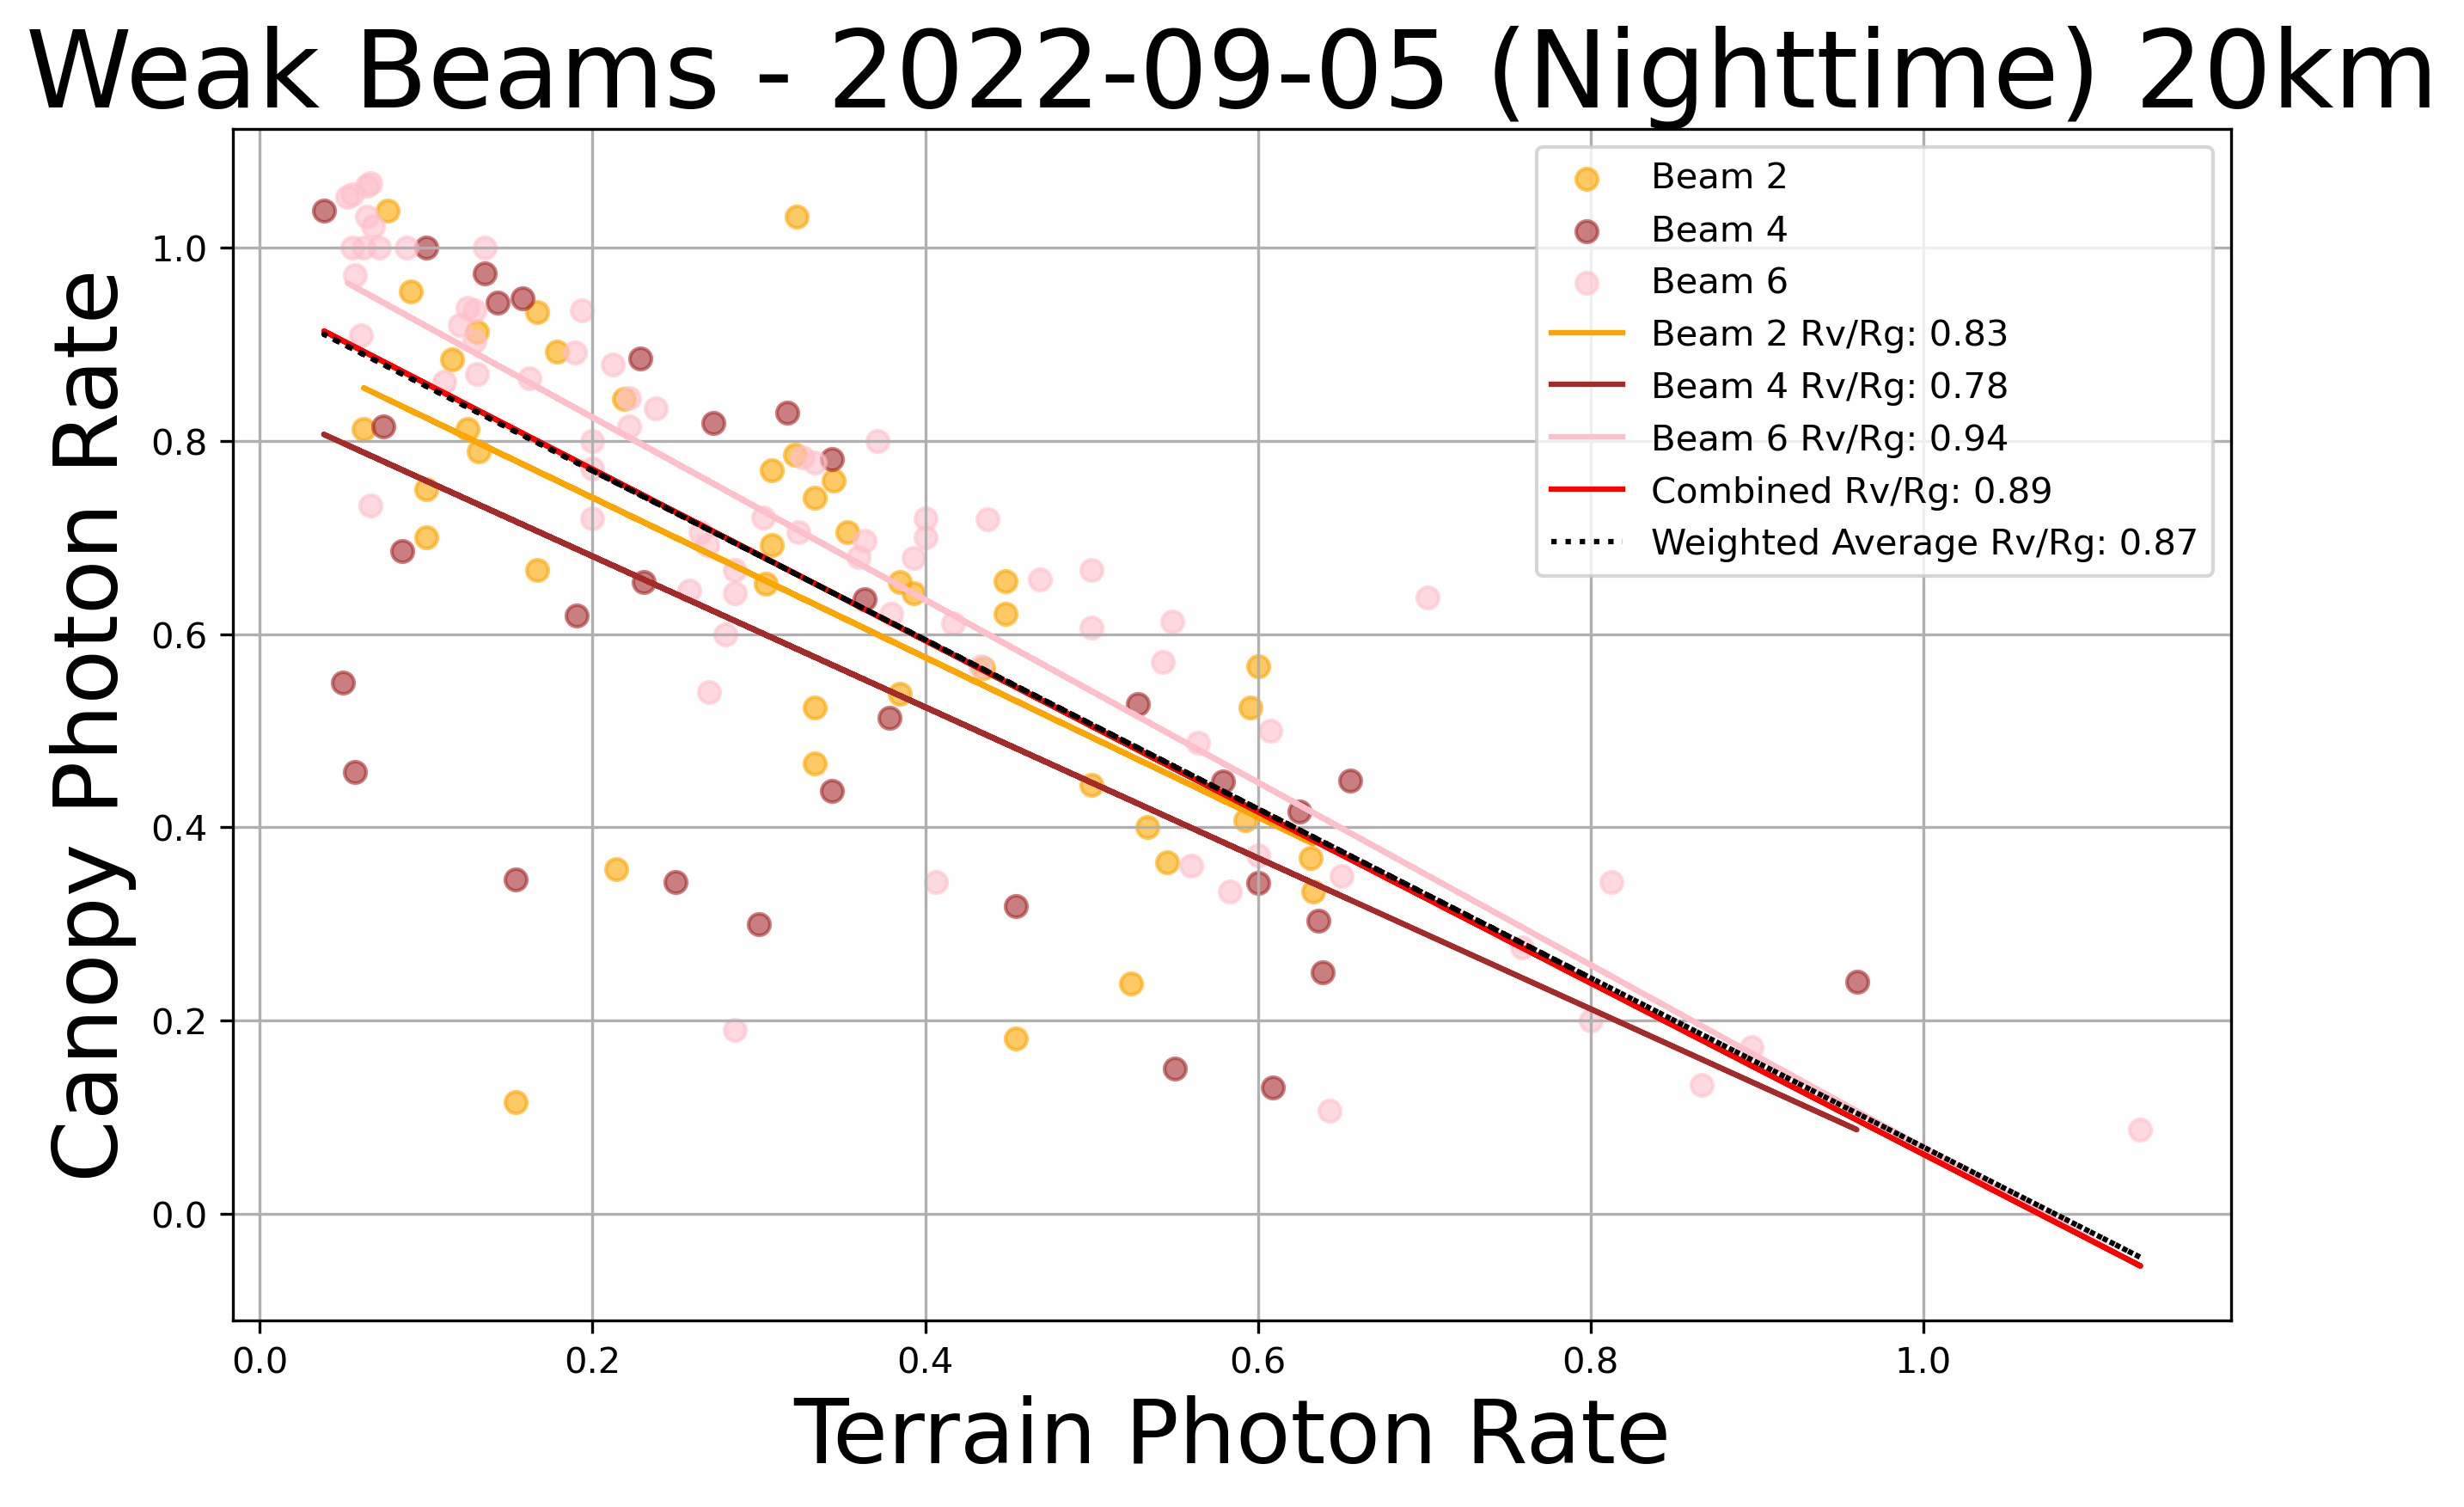 Weak Beams - 2022-09-05 (Nighttime) 20km
Beam 2
Beam 4
Beam 6
Beam 2 Rv/Rg: 0.83
Beam 4 Rv/Rg: 0.78
Beam 6 Rv/Rg: 0.94
Combined Rv/Rg: 0.89
Weighted Average Rv/Rg: 0.87
Canopy Photon Rate
1.0
0.8
0.6
0.4
0.2
0.0
0.0 0.2 0.4 0.6 0.8 1.0
Terrain Photon Rate